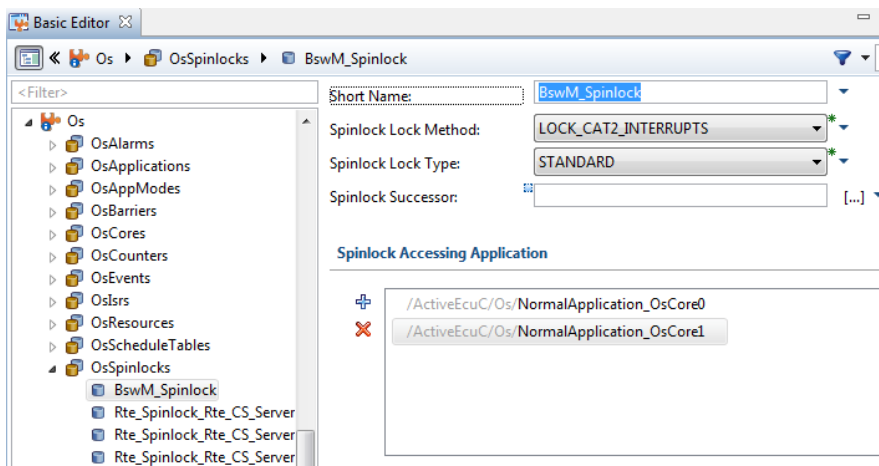 Basic Editor
Os OsSpinlocks BswM_Spinlock
<Filter>
Os
OsAlarms
OsApplications
OsAppModes
OsBarriers
OsCores
OsCounters
OsEvents
OsIsrs
OsResources
OsScheduleTables
OsSpinlocks
BswM_Spinlock
Rte_Spinlock_Rte_CS_Server
Rte_Spinlock_Rte_CS_Server
Rte_Spinlock_Rte_CS_Server
Short Name: BswM_Spinlock
Spinlock Lock Method: LOCK_CAT2_INTERRUPTS
Spinlock Lock Type: STANDARD
Spinlock Successor: [...]
Spinlock Accessing Application
/ActiveEcuC/Os/NormalApplication_OsCore0
/ActiveEcuC/Os/NormalApplication_OsCore1